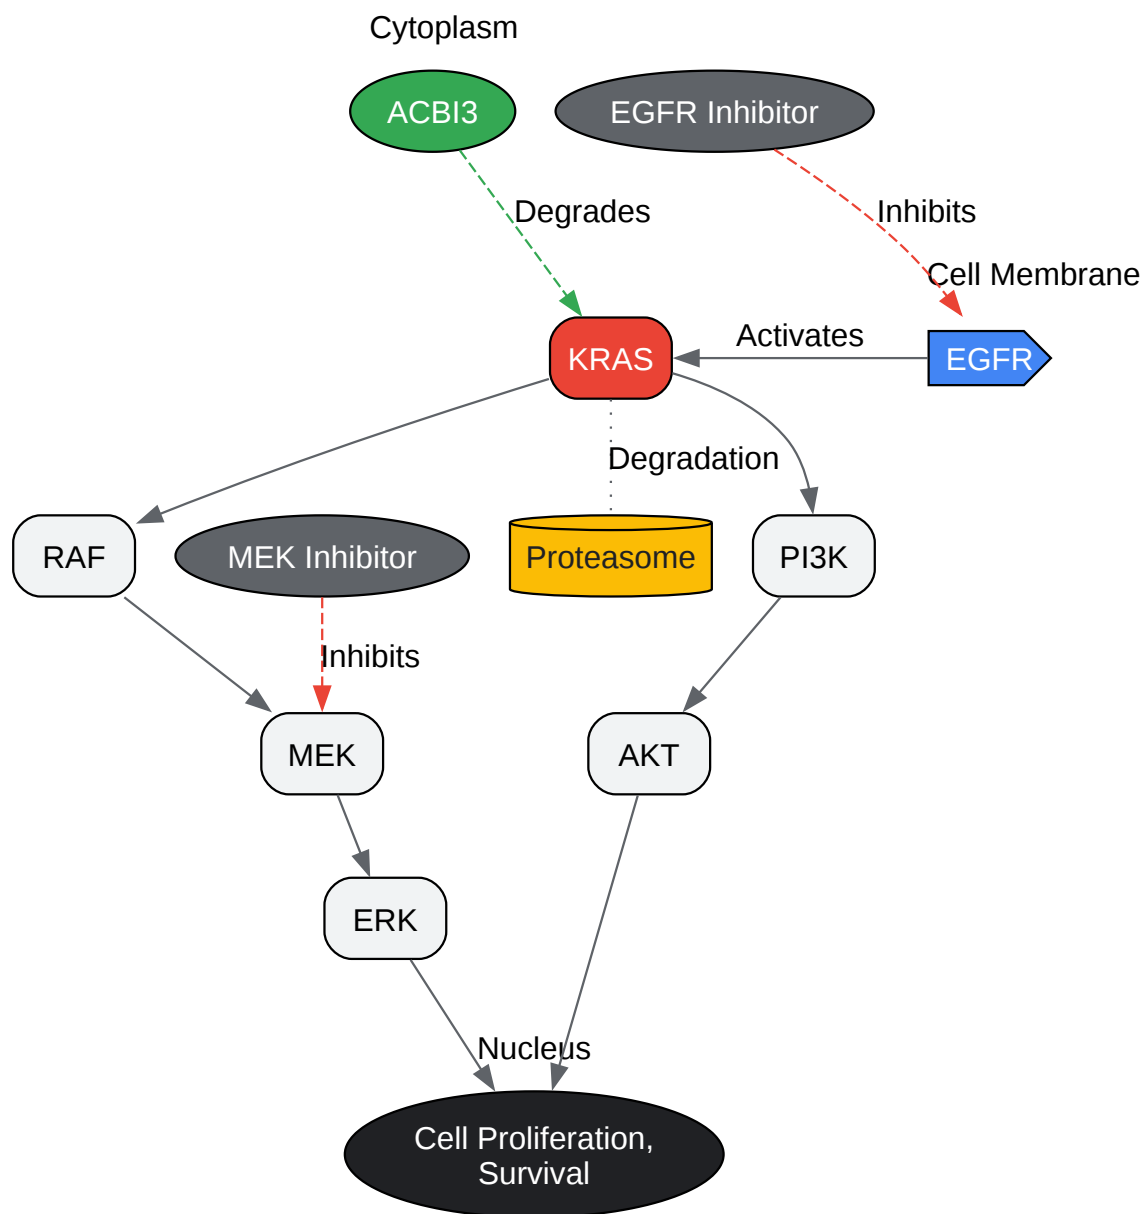 Cytoplasm
ACBI3
EGFR Inhibitor
Degrades
Inhibits
Cell Membrane
Activates
KRAS
EGFR
Degradation
RAF
MEK Inhibitor
Proteasome
PI3K
Inhibits
MEK
AKT
ERK
Nucleus
Cell Proliferation,
Survival